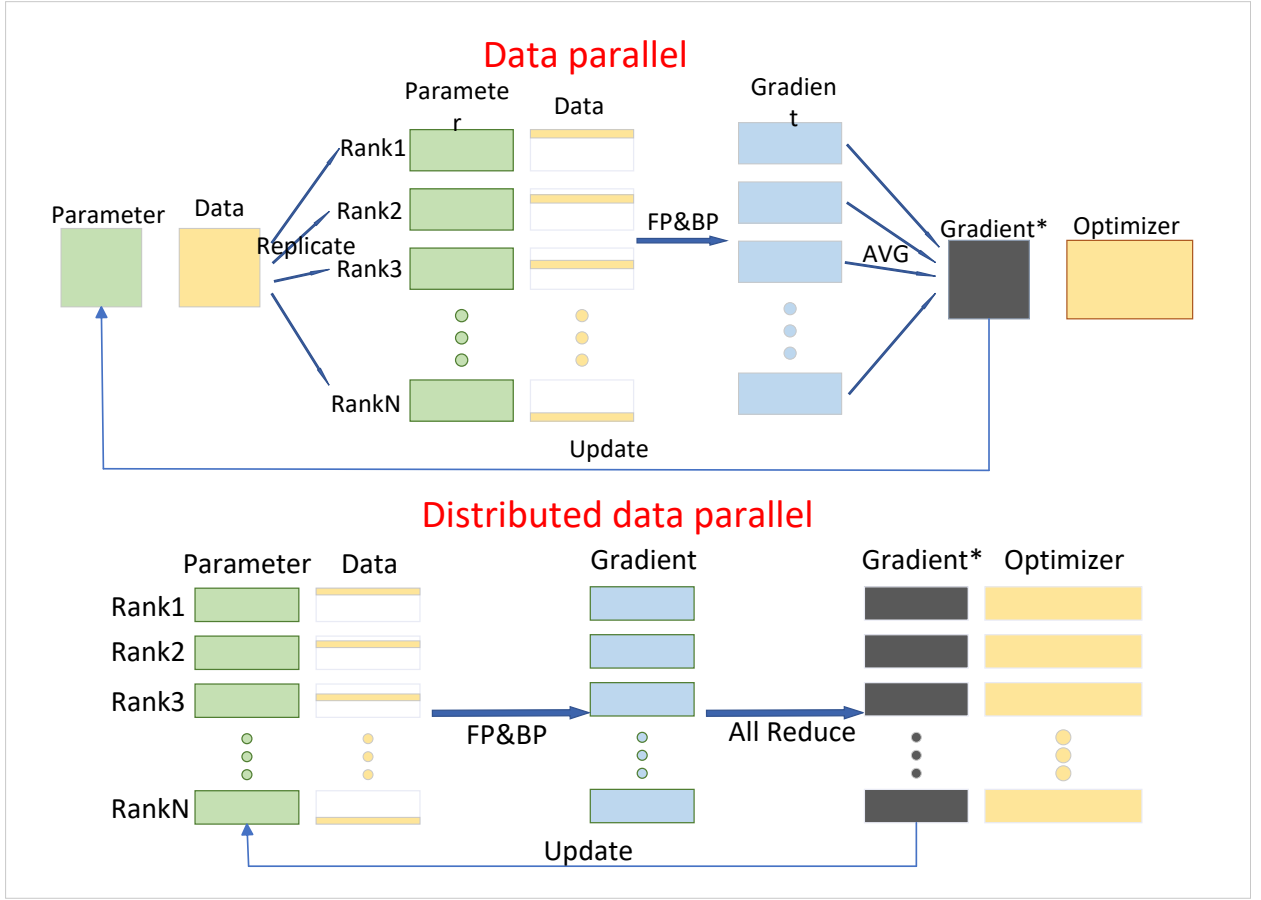 Data parallel
Paramete
r
Data
Gradien
t
Rank1
Parameter
Data
Rank2
Replicate
FP&BP
Gradient*
Optimizer
Rank3
AVG
RankN
Update
Distributed data parallel
Parameter
Data
Gradient
Gradient*
Optimizer
Rank1
Rank2
Rank3
FP&BP
All Reduce
RankN
Update